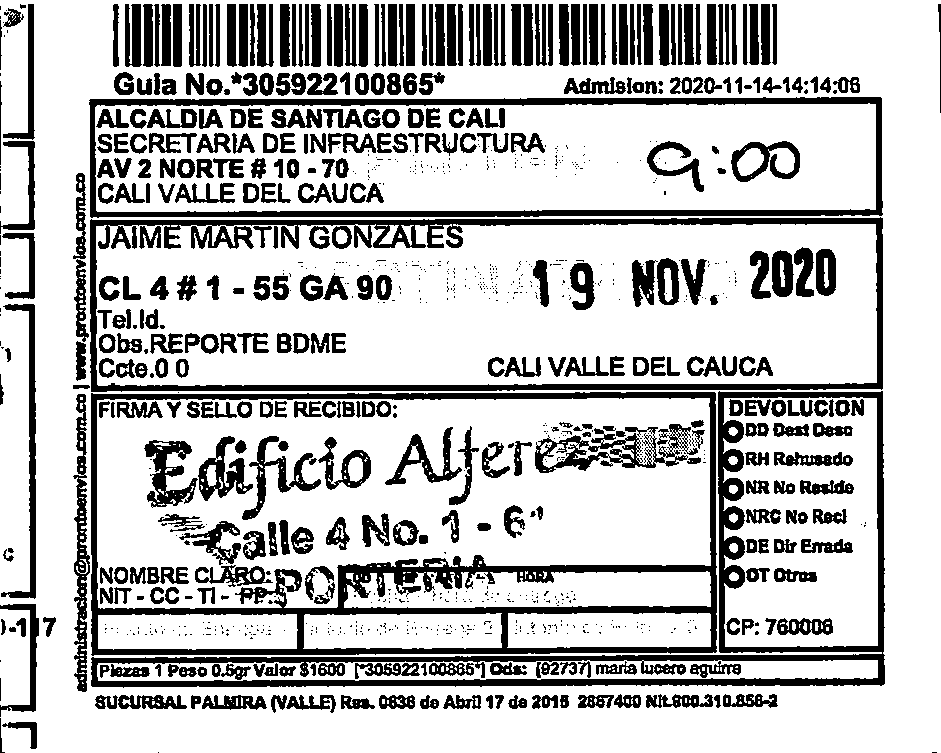 Guia No.*305922100865*
Admision: 2020-11-14-14:14:06
ALCALDIA DE SANTIAGO DE CALI
SECRETARIA DE INFRAESTRUCTURA
AV 2 NORTE # 10 - 70
CALI VALLE DEL CAUCA
9:00
JAIME MARTIN GONZALES
CL 4 # 1 - 55 GA 90
19 NOV. 2020
Tel.Id.
Obs.REPORTE BDME
Ccte.0 0
CALI VALLE DEL CAUCA
FIRMA Y SELLO DE RECIBIDO:
Edificio Alfere
Calle 4 No. 1 - 6
PORTERIA
NOMBRE CLARO:
NIT - CC - TI - PP:
HORA
DEVOLUCION
DD Dest Desc
RH Rehusado
NR No Reside
NRC No Recl
DE Dir Errada
OT Otros
CP: 760006
Piezas 1 Peso 0.5gr Valor $1600 [*305922100865*] Ods: (92737) maria lucero aguirre
SUCURSAL PALMIRA (VALLE) Res. 0636 de Abril 17 de 2015 2867400 Nit.900.310.856-2
administracion@prontoenvios.com.co | www.prontoenvios.com.co
-117